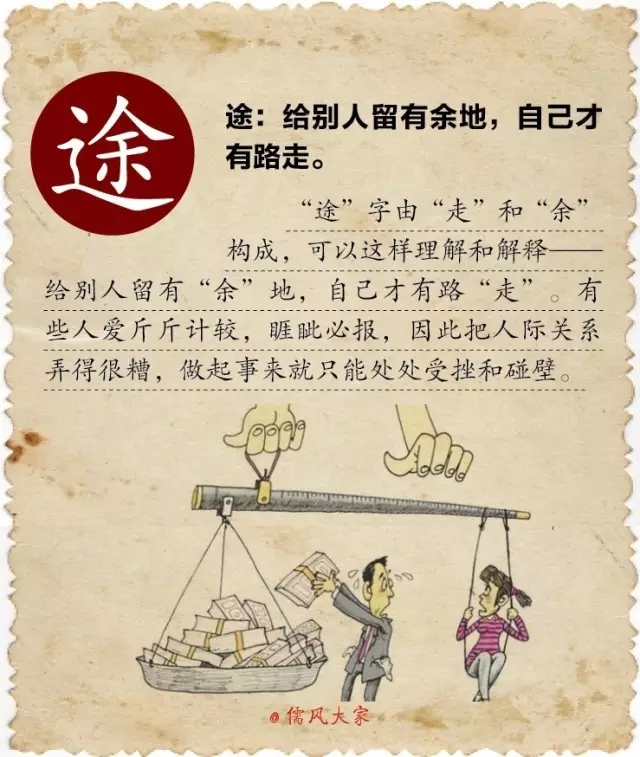 途
途：给别人留有余地，自己才
有路走。
“途”字由“走”和“余”
构成，可以这样理解和解释——
给别人留有“余”地，自己才有路“走”。有
些人爱斤斤计较，睚眦必报，因此把人际关系
弄得很糟，做起事来就只能处处受挫和碰壁。
@儒风大家